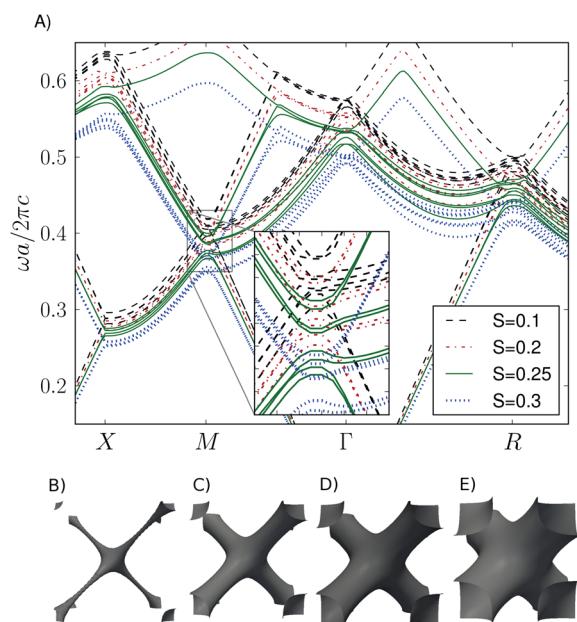 A)
0.6
0.5
0.4
0.3
0.2
ωa/2πc
X M Γ R
S=0.1
S=0.2
S=0.25
S=0.3
B) C) D) E)